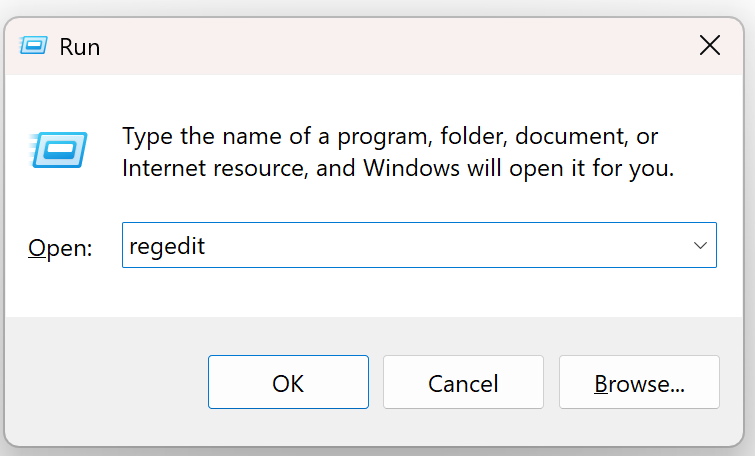 Run
Type the name of a program, folder, document, or
Internet resource, and Windows will open it for you.
Open: regedit
OK Cancel Browse...